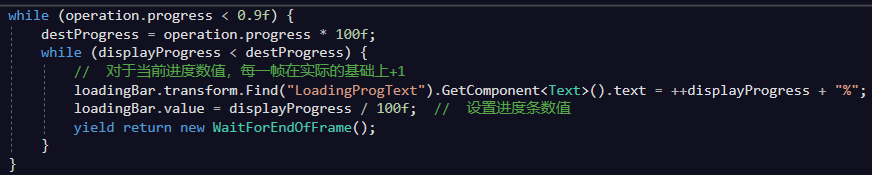 while (operation.progress < 0.9f) {
destProgress = operation.progress * 100f;
while (displayProgress < destProgress) {
// 对于当前进度数值，每一帧在实际的基础上+1
loadingBar.transform.Find("LoadingProgText").GetComponent<Text>().text = ++displayProgress + "%";
loadingBar.value = displayProgress / 100f; // 设置进度条数值
yield return new WaitForEndOfFrame();
}
}